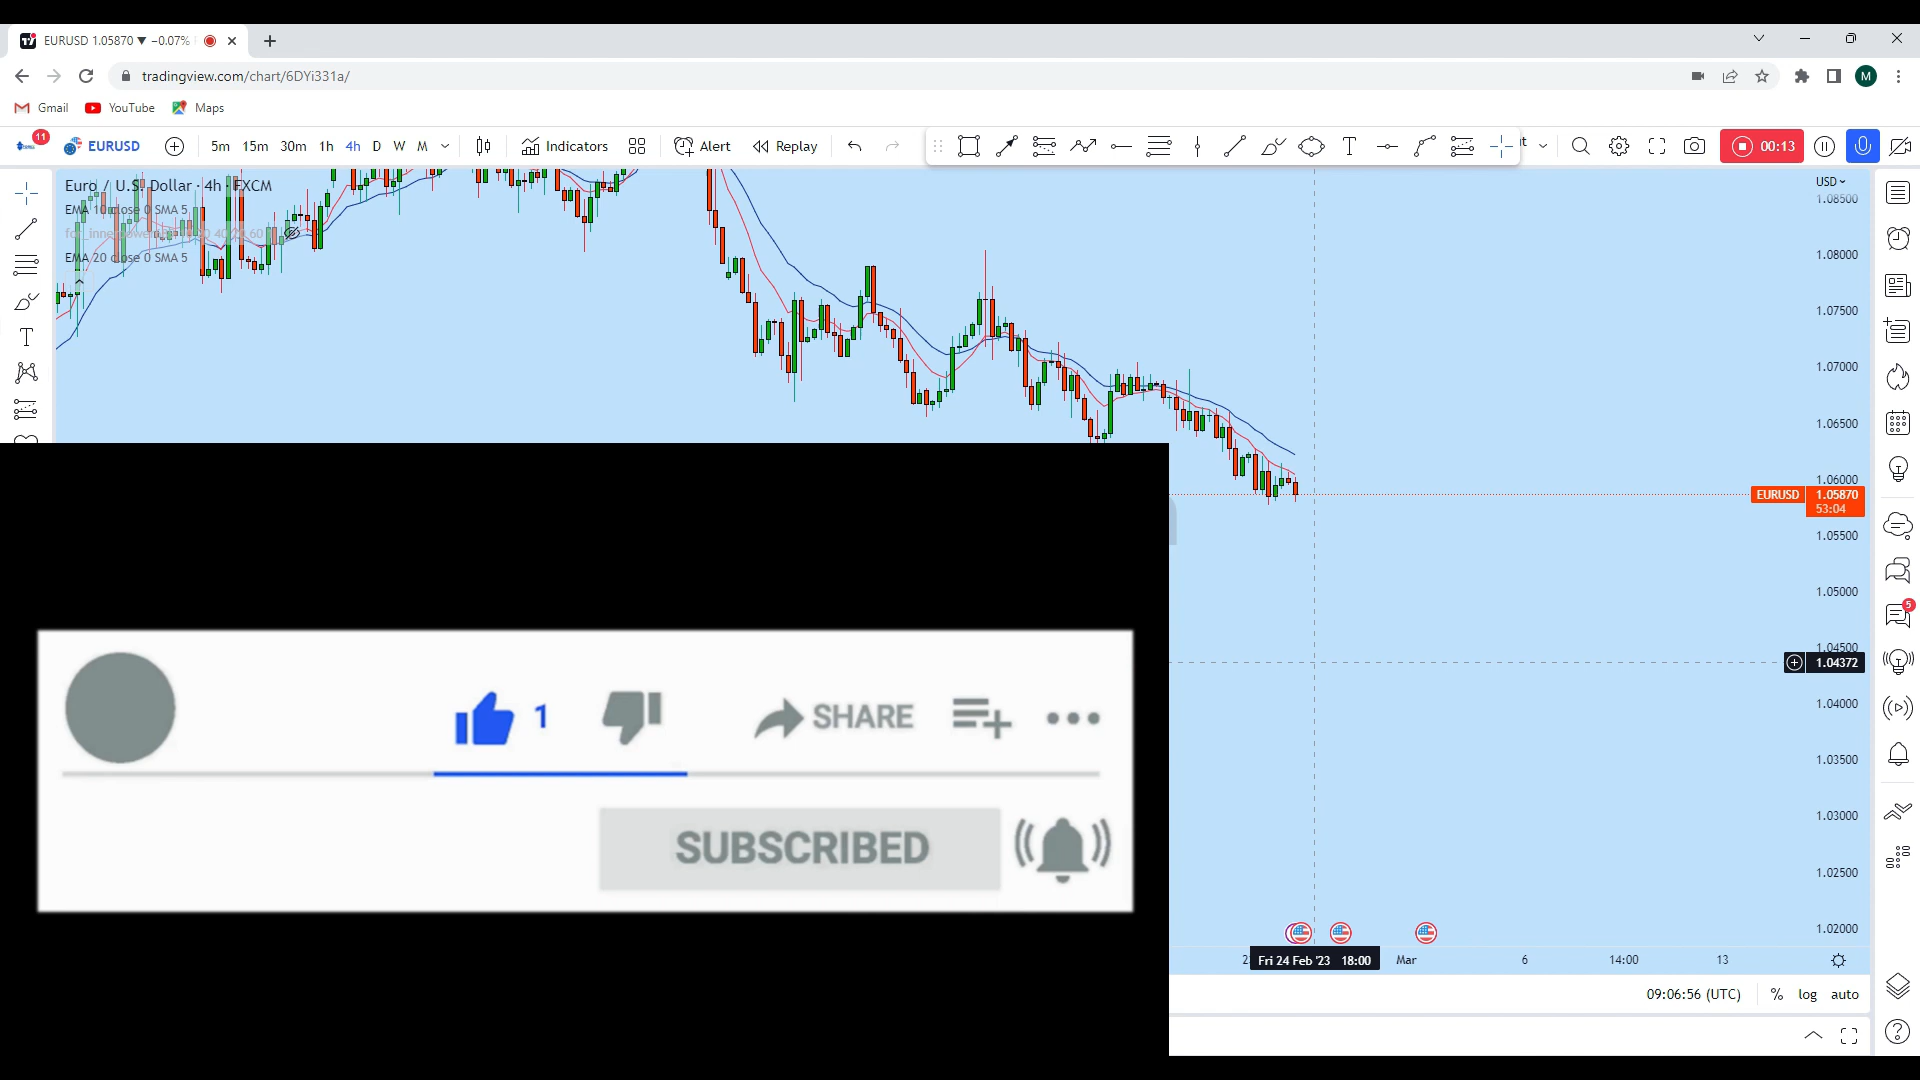 EURUSD 1.05870 ▼ −0.07%
tradingview.com/chart/6DYi331a/
Gmail YouTube Maps
11 EURUSD 5m 15m 30m 1h 4h D W M Indicators Alert Replay 00:13
Euro / U.S. Dollar · 4h · FXCM
EMA 10 close 0 SMA 5
EMA 20 close 0 SMA 5
USD
1.08500
1.08000
1.07500
1.07000
1.06500
1.06000
EURUSD 1.05870
53:04
1.05500
1.05000
1.04500
1.04372
1.04000
1.03500
1.03000
1.02500
1.02000
5
1 SHARE
SUBSCRIBED
Fri 24 Feb '23 18:00 Mar 6 14:00 13
09:06:56 (UTC) % log auto
M